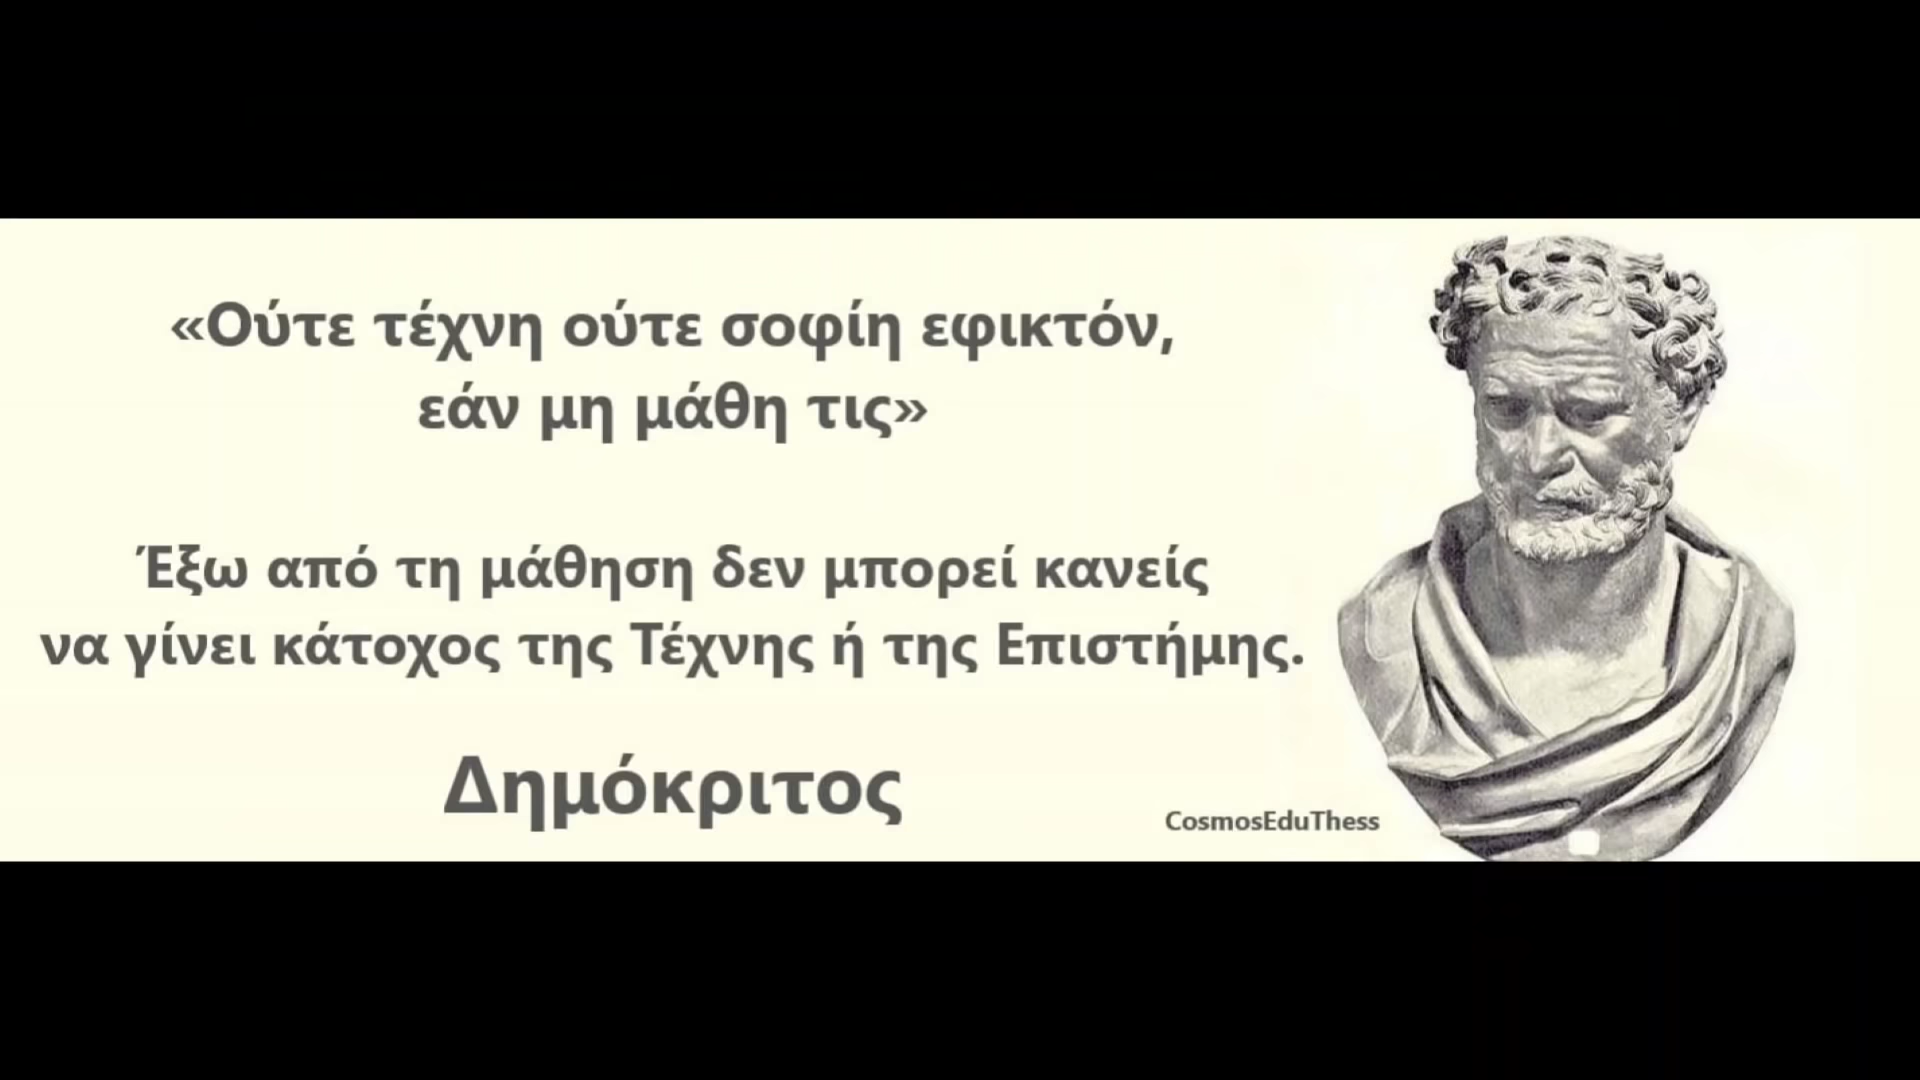 «Ούτε τέχνη ούτε σοφίη εφικτόν,
εάν μη μάθη τις»
Έξω από τη μάθηση δεν μπορεί κανείς
να γίνει κάτοχος της Τέχνης ή της Επιστήμης.
Δημόκριτος
CosmosEduThess